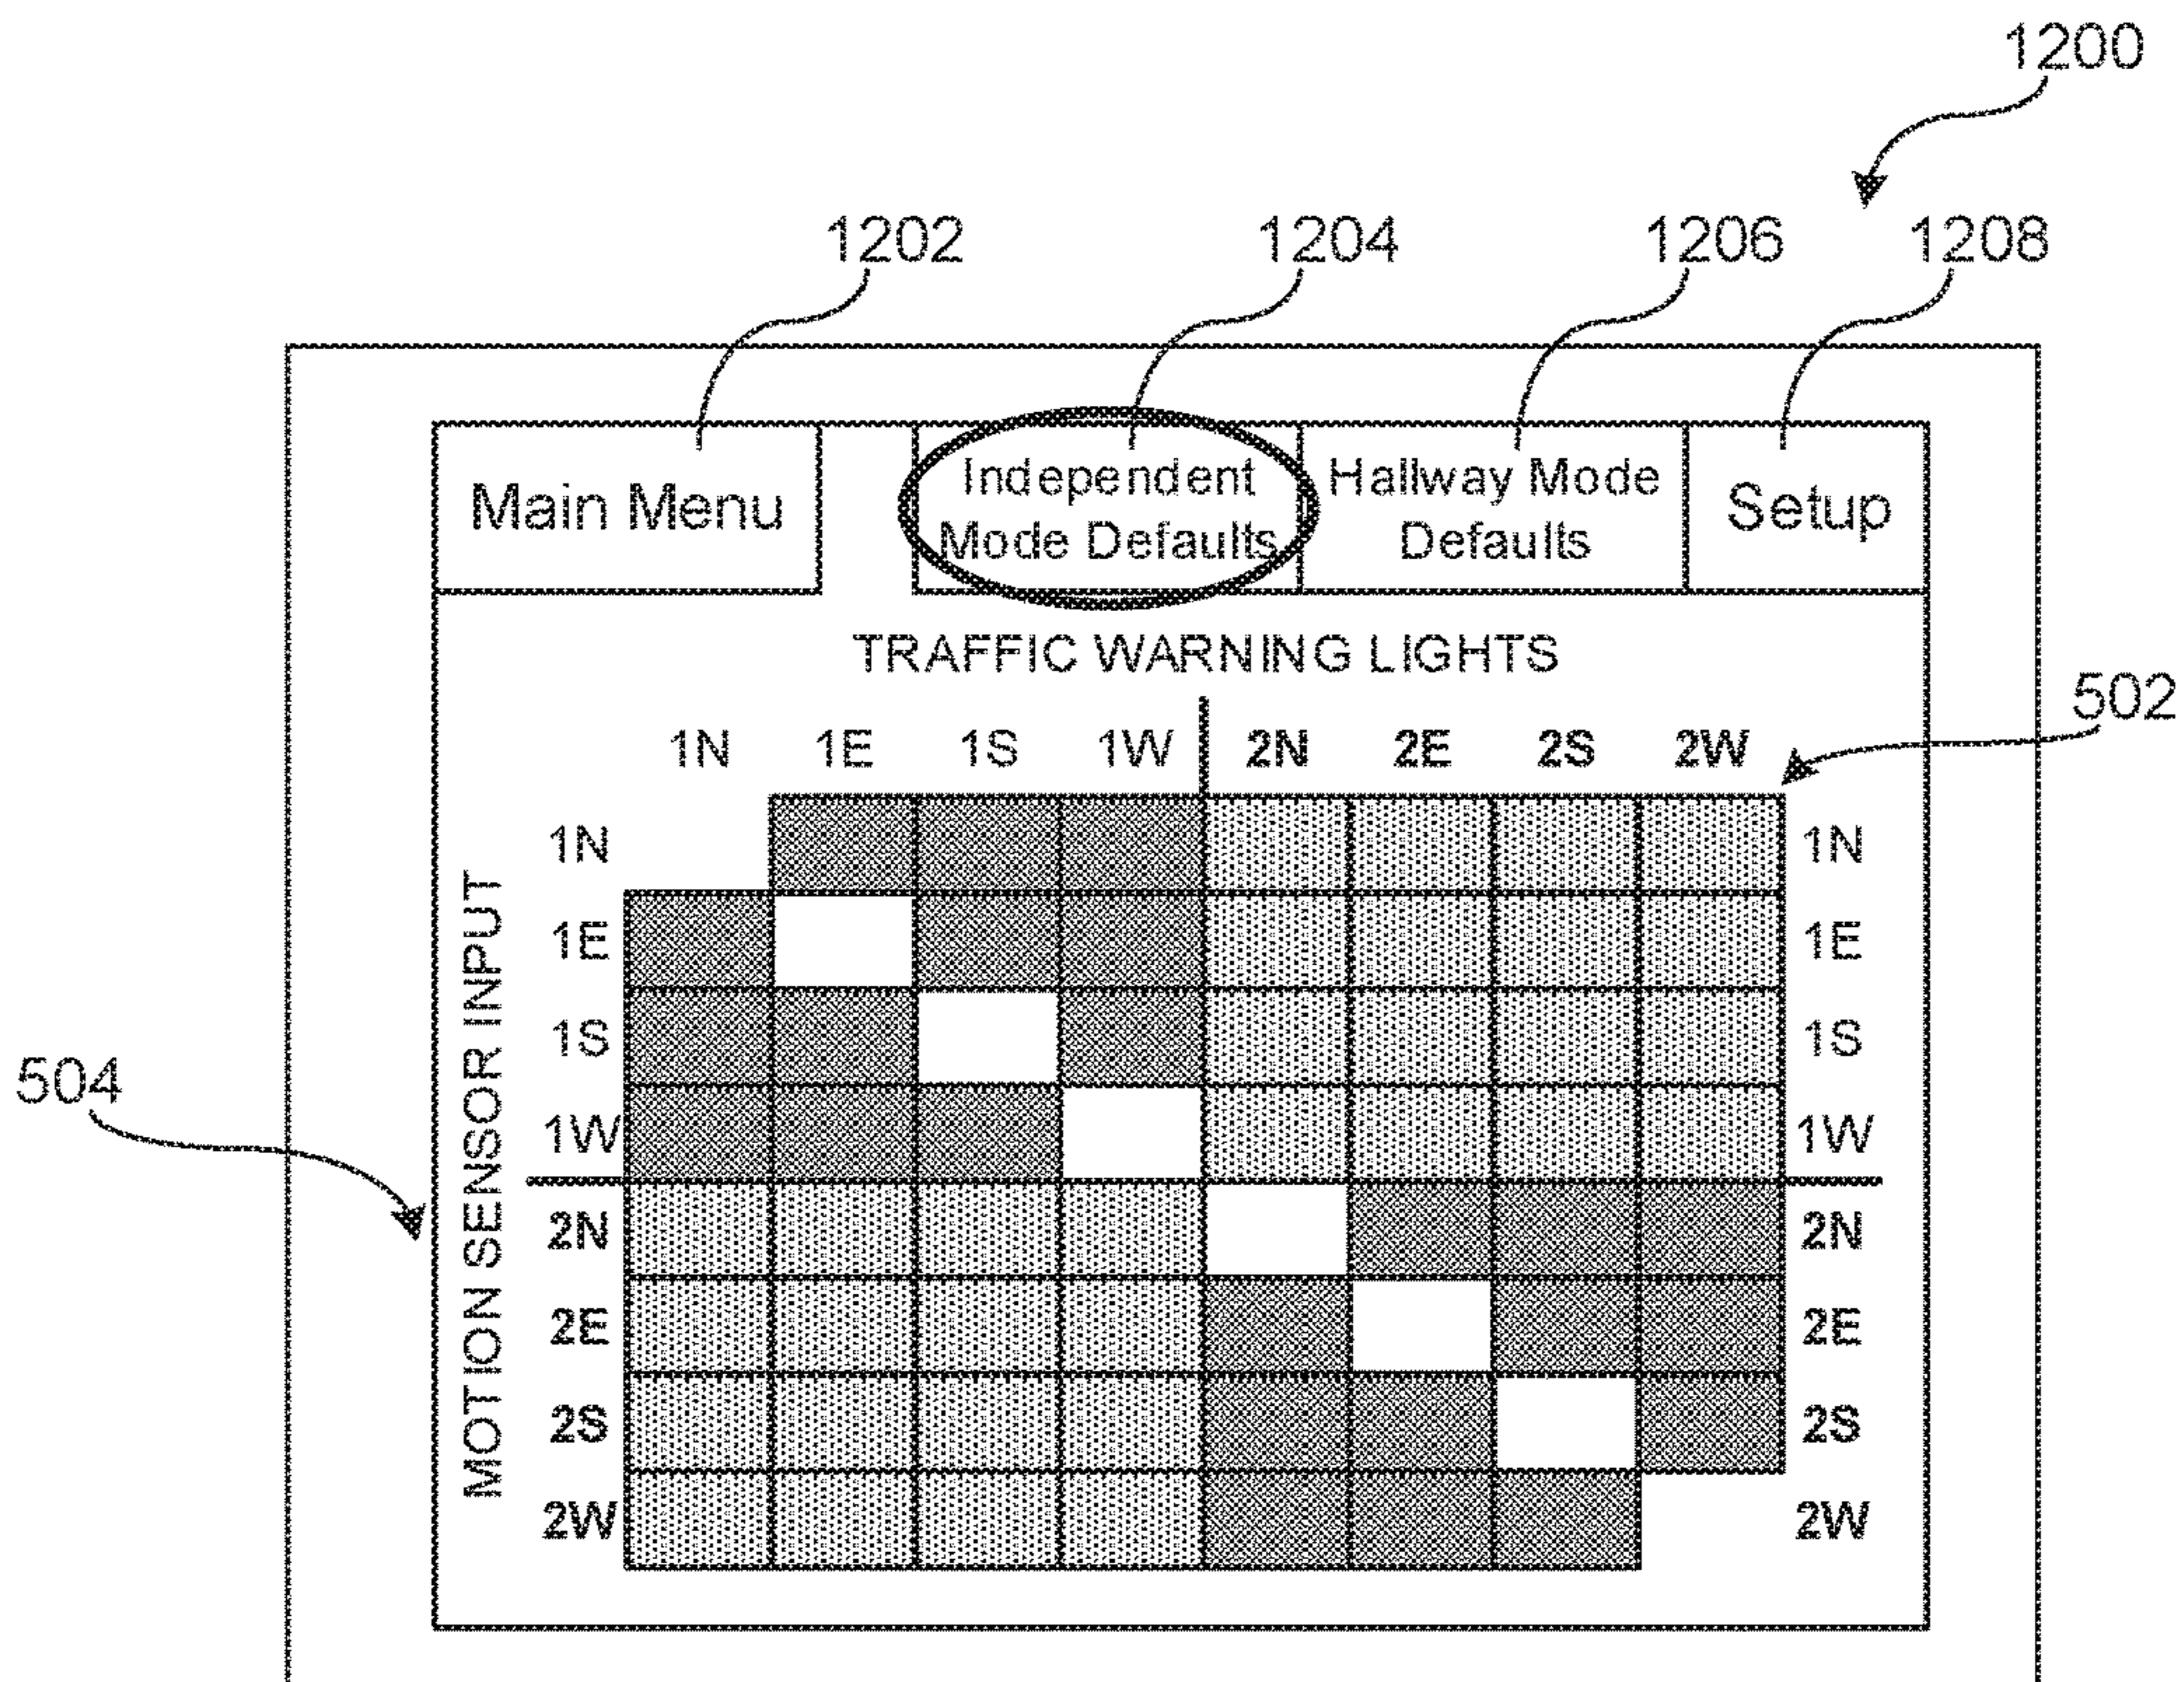 1200
1202 1204 1206 1208
Main Menu
Independent
Mode Defaults
Hallway Mode
Defaults
Setup
TRAFFIC WARNING LIGHTS
502
1N 1E 1S 1W 2N 2E 2S 2W
MOTION SENSOR INPUT
504
1N 1N
1E 1E
1S 1S
1W 1W
2N 2N
2E 2E
2S 2S
2W 2W